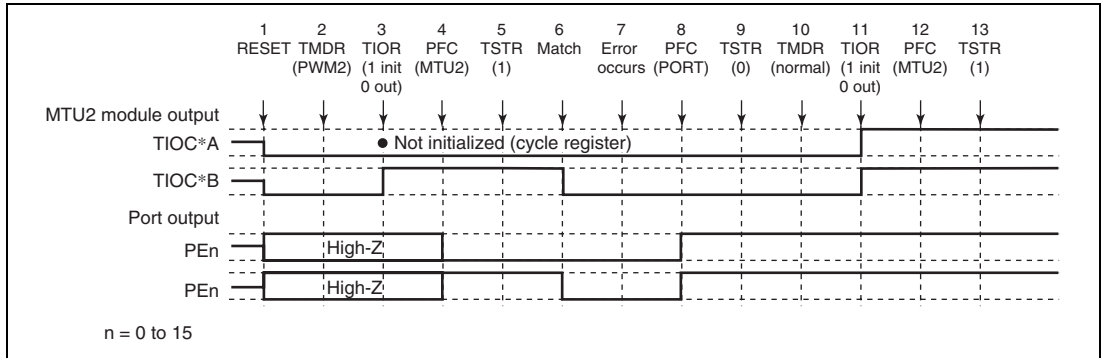 1 2 3 4 5 6 7 8 9 10 11 12 13
RESET TMDR TIOR PFC TSTR Match Error PFC TSTR TMDR TIOR PFC TSTR
(PWM2) (1 init (MTU2) (1) occurs (PORT) (0) (normal) (1 init (MTU2) (1)
0 out) 0 out)
MTU2 module output
TIOC*A
● Not initialized (cycle register)
TIOC*B
Port output
PEn
High-Z
PEn
High-Z
n = 0 to 15